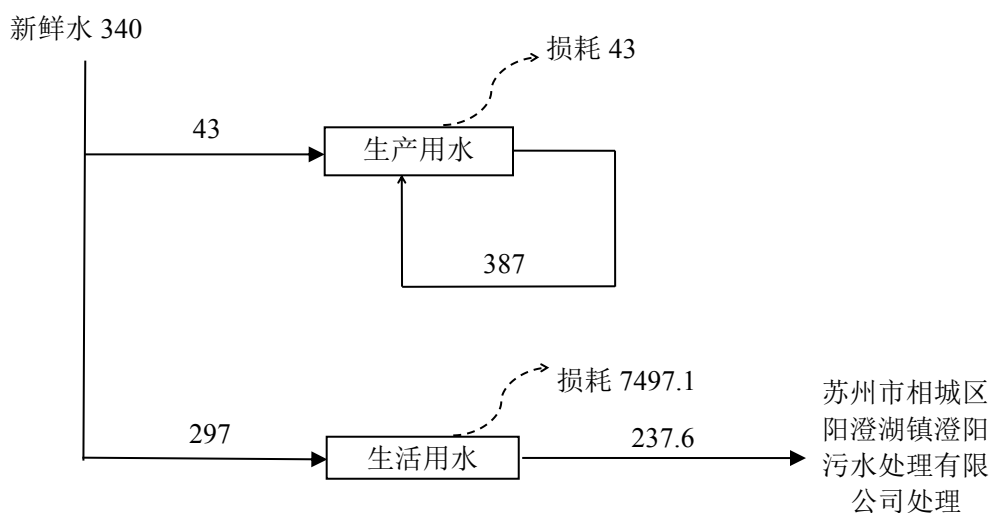 新鲜水 340
损耗 43
43
生产用水
387
损耗 7497.1
297
生活用水
237.6
苏州市相城区
阳澄湖镇澄阳
污水处理有限
公司处理